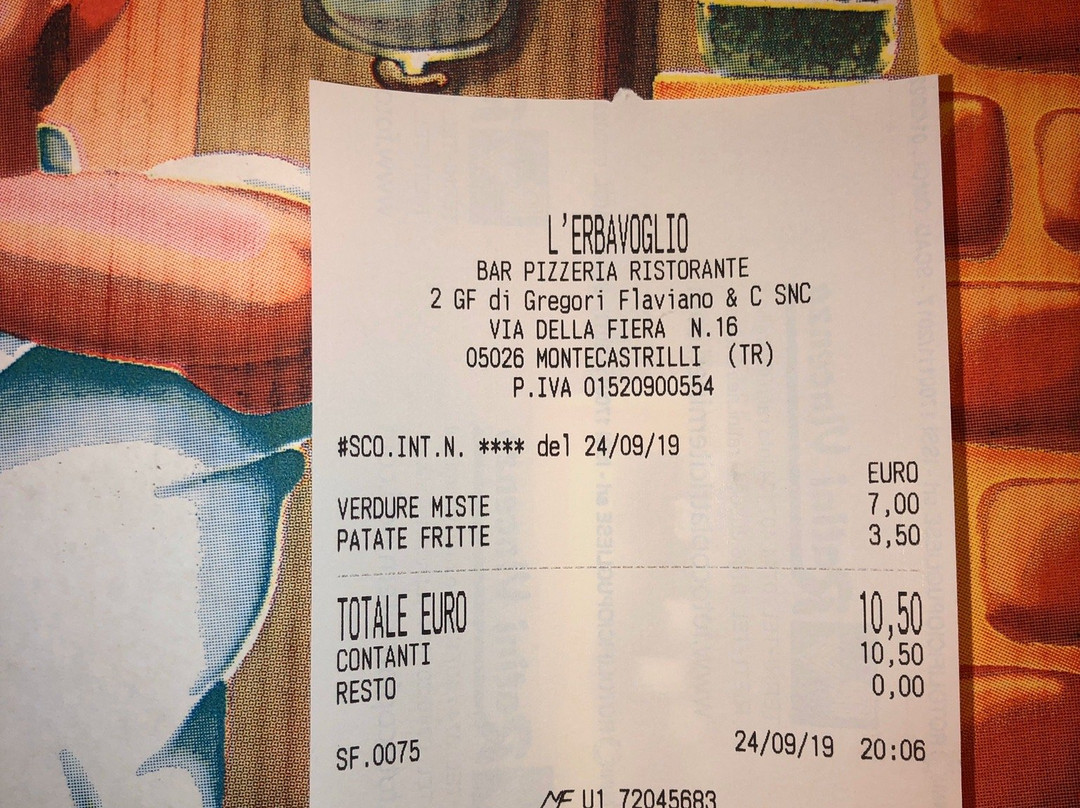 L'ERBAVOGLIO
BAR PIZZERIA RISTORANTE
2 GF di Gregori Flaviano & C SNC
VIA DELLA FIERA N.16
05026 MONTECASTRILLI (TR)
P.IVA 01520900554
#SCO.INT.N. **** del 24/09/19
EURO
VERDURE MISTE 7,00
PATATE FRITTE 3,50
TOTALE EURO 10,50
CONTANTI 10,50
RESTO 0,00
SF.0075 24/09/19 20:06
MF U1 72045683